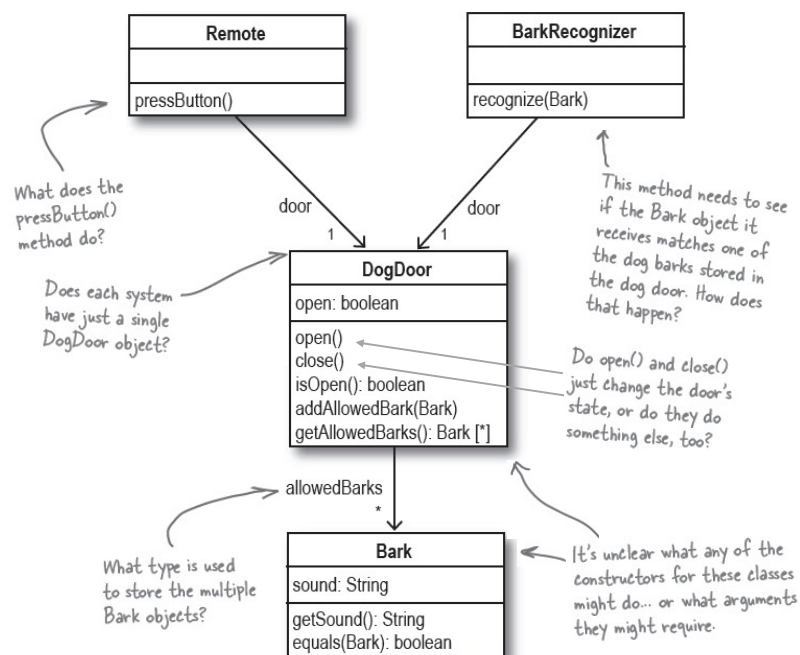 Remote
pressButton()
BarkRecognizer
recognize(Bark)
What does the
pressButton()
method do?
This method needs to see
if the Bark object it
receives matches one of
the dog barks stored in
the dog door. How does
that happen?
door
1
door
1
Does each system
have just a single
DogDoor object?
DogDoor
open: boolean
open()
close()
isOpen(): boolean
addAllowedBark(Bark)
getAllowedBarks(): Bark [*]
Do open() and close()
just change the door's
state, or do they do
something else, too?
allowedBarks
*
What type is used
to store the multiple
Bark objects?
Bark
sound: String
getSound(): String
equals(Bark): boolean
It's unclear what any of the
constructors for these classes
might do... or what arguments
they might require.